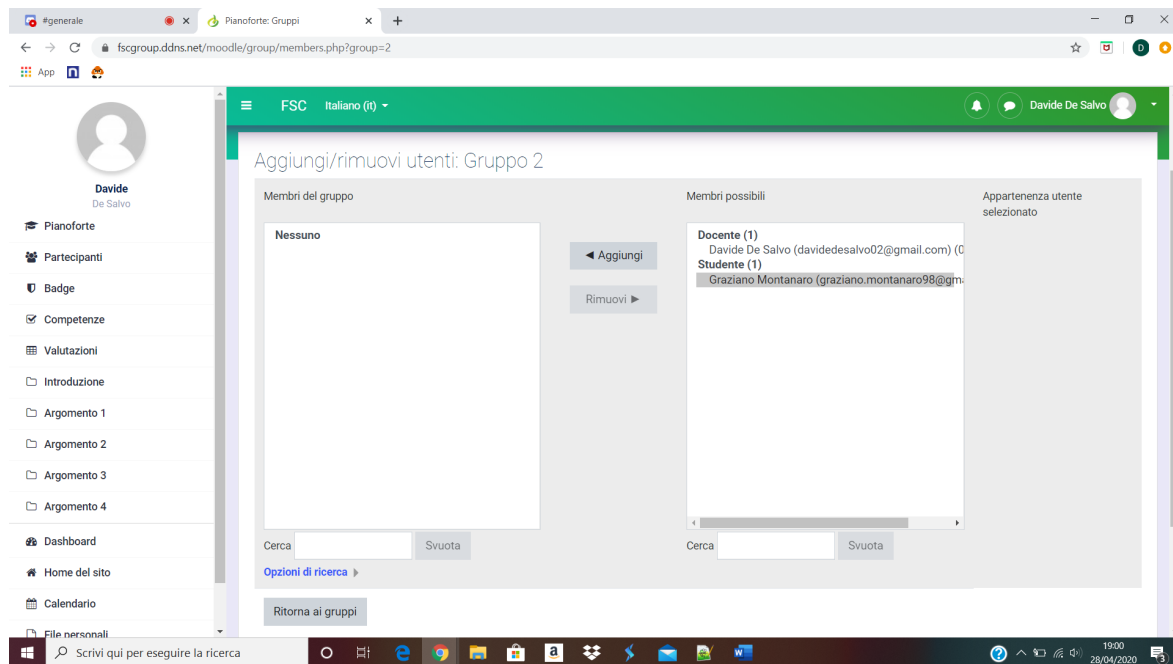 #generale
Pianoforte: Gruppi
fscgroup.ddns.net/moodle/group/members.php?group=2
D
App
n
FSC
Italiano (it)
Davide De Salvo
Davide
De Salvo
Pianoforte
Partecipanti
Badge
Competenze
Valutazioni
Introduzione
Argomento 1
Argomento 2
Argomento 3
Argomento 4
Dashboard
Home del sito
Calendario
File personali
Aggiungi/rimuovi utenti: Gruppo 2
Membri del gruppo
Nessuno
Cerca
Svuota
Opzioni di ricerca
Ritorna ai gruppi
◄ Aggiungi
Rimuovi ►
Membri possibili
Docente (1)
Davide De Salvo (davidedesalvo02@gmail.com) (0
Studente (1)
Graziano Montanaro (graziano.montanaro98@gma
Cerca
Svuota
Appartenenza utente
selezionato
Scrivi qui per eseguire la ricerca
19:00
28/04/2020